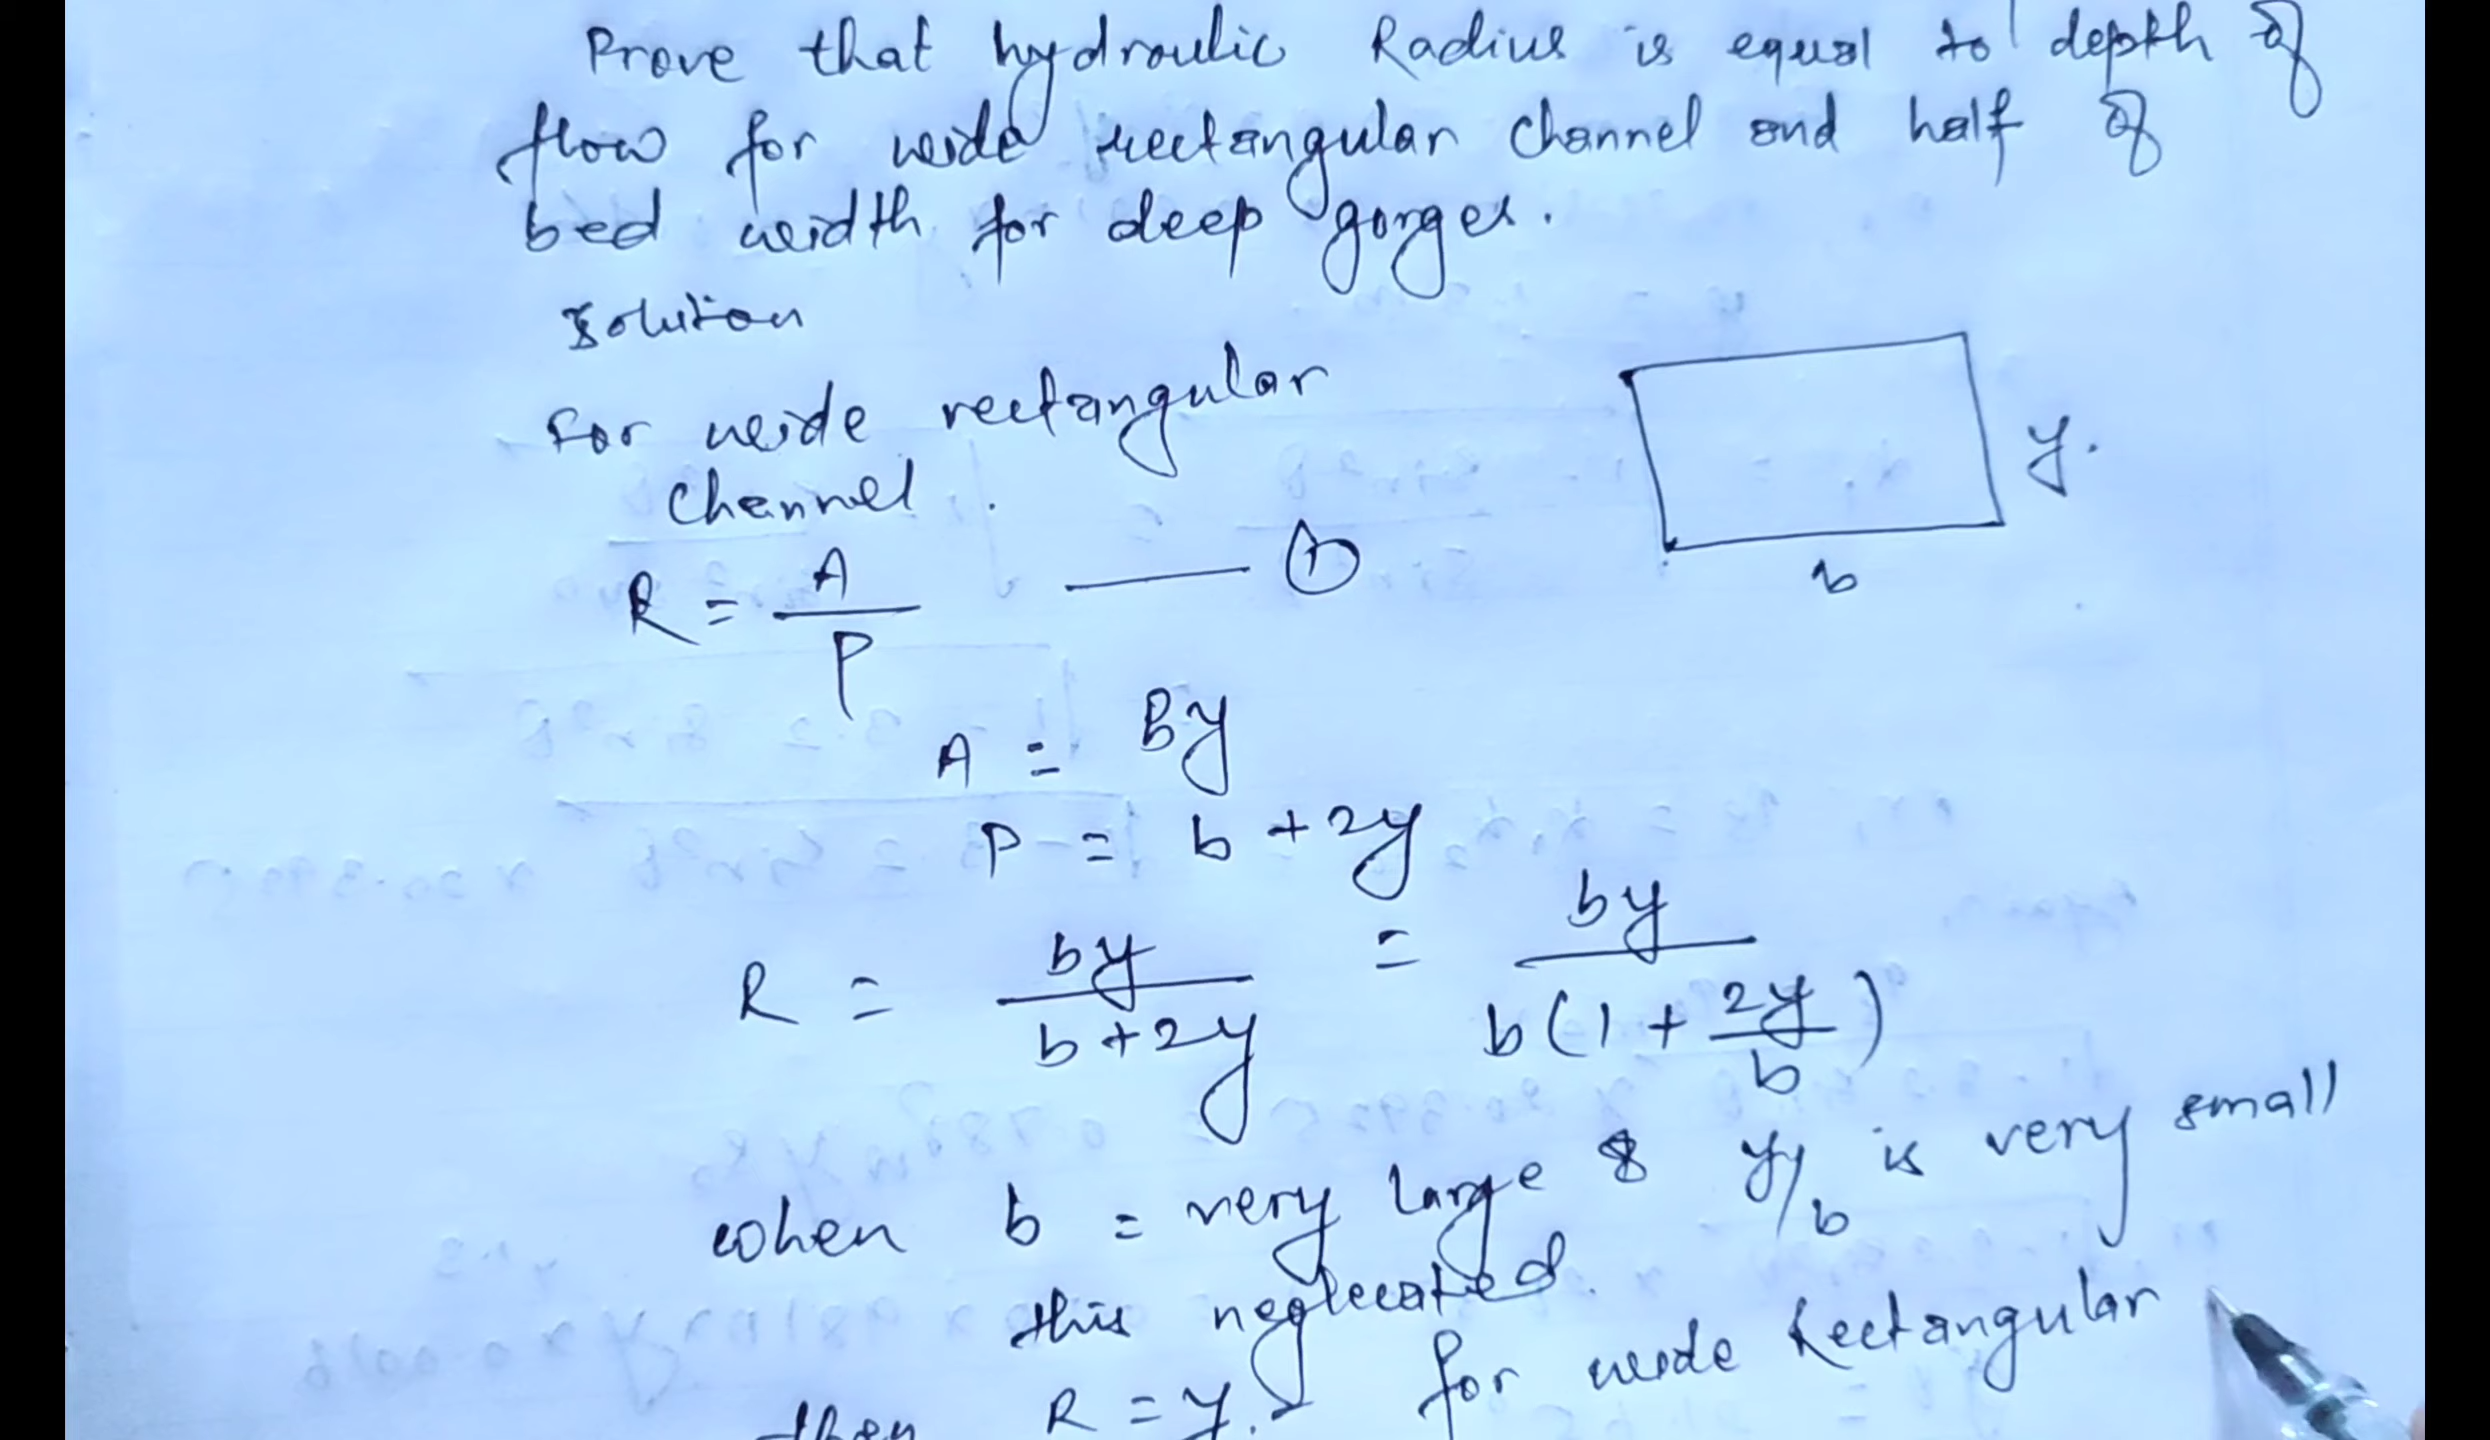 Prove that hydraulic Radius is equal to depth of
flow for wide rectangular channel and half of
bed width for deep gorges.
Solution
For wide rectangular
channel.
R = A/P —— ①
y.
b
A = By
P = b + 2y
R = by/(b+2y) = by/(b(1 + 2y/b))
when b = very large & y/b is very small
this neglecated.
then R = y. for wide Rectangular